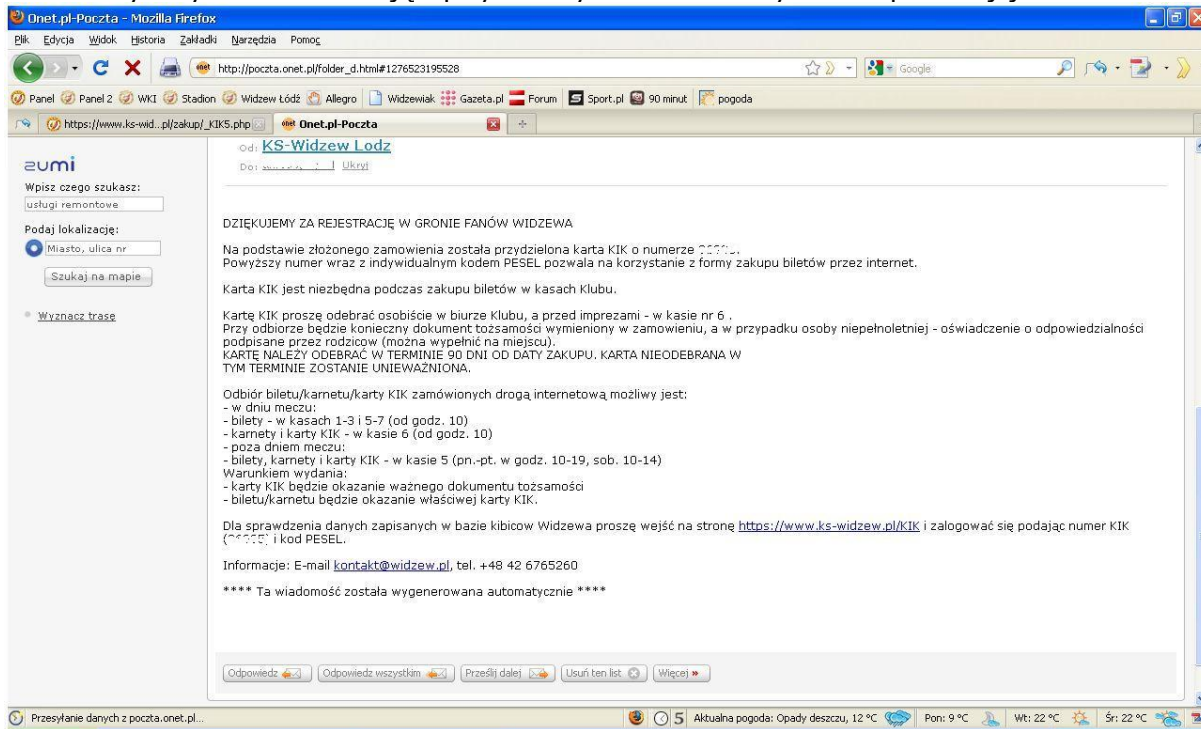 Onet.pl-Poczta - Mozilla Firefox
Plik Edycja Widok Historia Zakładki Narzędzia Pomoc
http://poczta.onet.pl/folder_d.html#1276523195528
Google
Panel Panel 2 WKI Stadion Widzew Łódź Allegro Widzewiak Gazeta.pl Forum Sport.pl 90 minut pogoda
https://www.ks-wid...pl/zakup/_KIK5.php Onet.pl-Poczta
zumi
Wpisz czego szukasz:
usługi remontowe
Podaj lokalizację:
Miasto, ulica nr
Szukaj na mapie
Wyznacz trasę
Od: KS-Widzew Lodz
Do: Ukryj
DZIĘKUJEMY ZA REJESTRACJĘ W GRONIE FANÓW WIDZEWA
Na podstawie złożonego zamowienia została przydzielona karta KIK o numerze
Powyższy numer wraz z indywidualnym kodem PESEL pozwala na korzystanie z formy zakupu biletów przez internet.
Karta KIK jest niezbędna podczas zakupu biletów w kasach Klubu.
Kartę KIK proszę odebrać osobiście w biurze Klubu, a przed imprezami - w kasie nr 6 .
Przy odbiorze będzie konieczny dokument tożsamości wymieniony w zamowieniu, a w przypadku osoby niepełnoletniej - oświadczenie o odpowiedzialności
podpisane przez rodzicow (można wypełnić na miejscu).
KARTĘ NALEŻY ODEBRAĆ W TERMINIE 90 DNI OD DATY ZAKUPU. KARTA NIEODEBRANA W
TYM TERMINIE ZOSTANIE UNIEWAŻNIONA.
Odbiór biletu/karnetu/karty KIK zamówionych drogą internetową możliwy jest:
- w dniu meczu:
- bilety - w kasach 1-3 i 5-7 (od godz. 10)
- karnety i karty KIK - w kasie 6 (od godz. 10)
- poza dniem meczu:
- bilety, karnety i karty KIK - w kasie 5 (pn.-pt. w godz. 10-19, sob. 10-14)
Warunkiem wydania:
- karty KIK będzie okazanie ważnego dokumentu tożsamości
- biletu/karnetu będzie okazanie właściwej karty KIK.
Dla sprawdzenia danych zapisanych w bazie kibicow Widzewa proszę wejść na stronę https://www.ks-widzew.pl/KIK i zalogować się podając numer KIK
i kod PESEL.
Informacje: E-mail kontakt@widzew.pl, tel. +48 42 6765260
**** Ta wiadomość została wygenerowana automatycznie ****
Odpowiedz Odpowiedz wszystkim Prześlij dalej Usuń ten list Więcej »
Przesyłanie danych z poczta.onet.pl... 5 Aktualna pogoda: Opady deszczu, 12 °C Pon: 9 °C Wt: 22 °C Śr: 22 °C